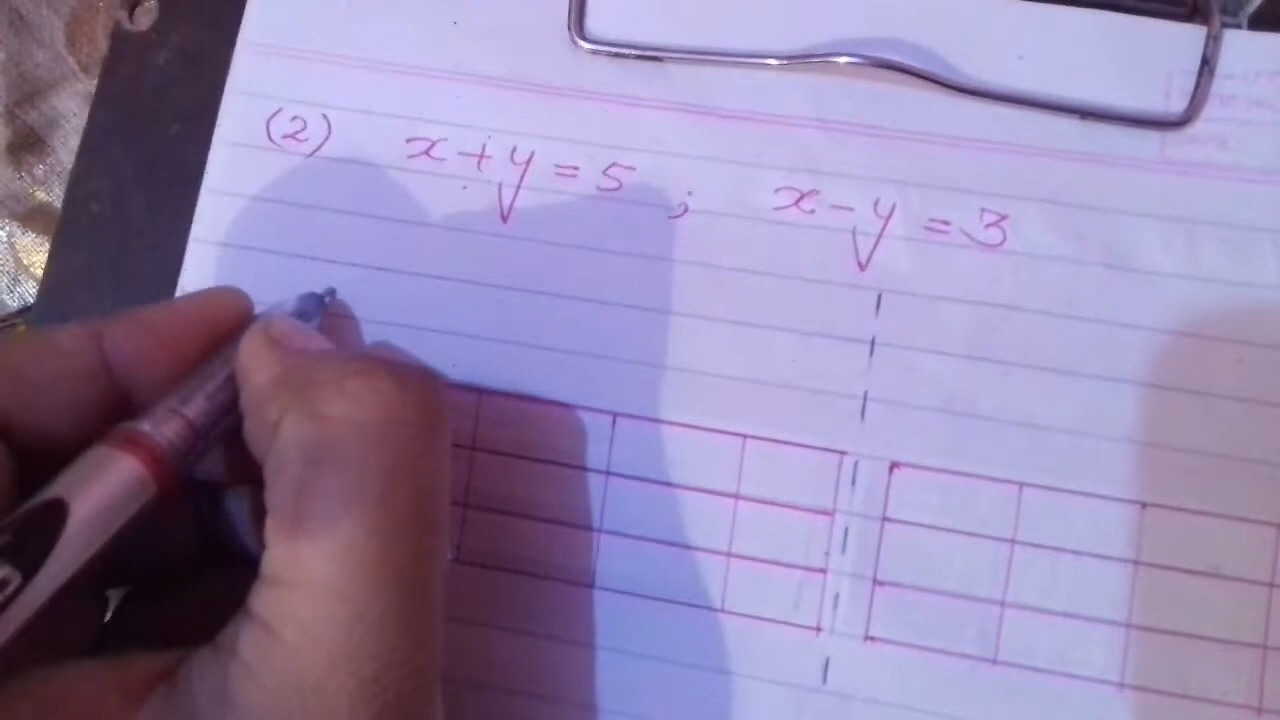 (2) x + y = 5 ; x - y = 3